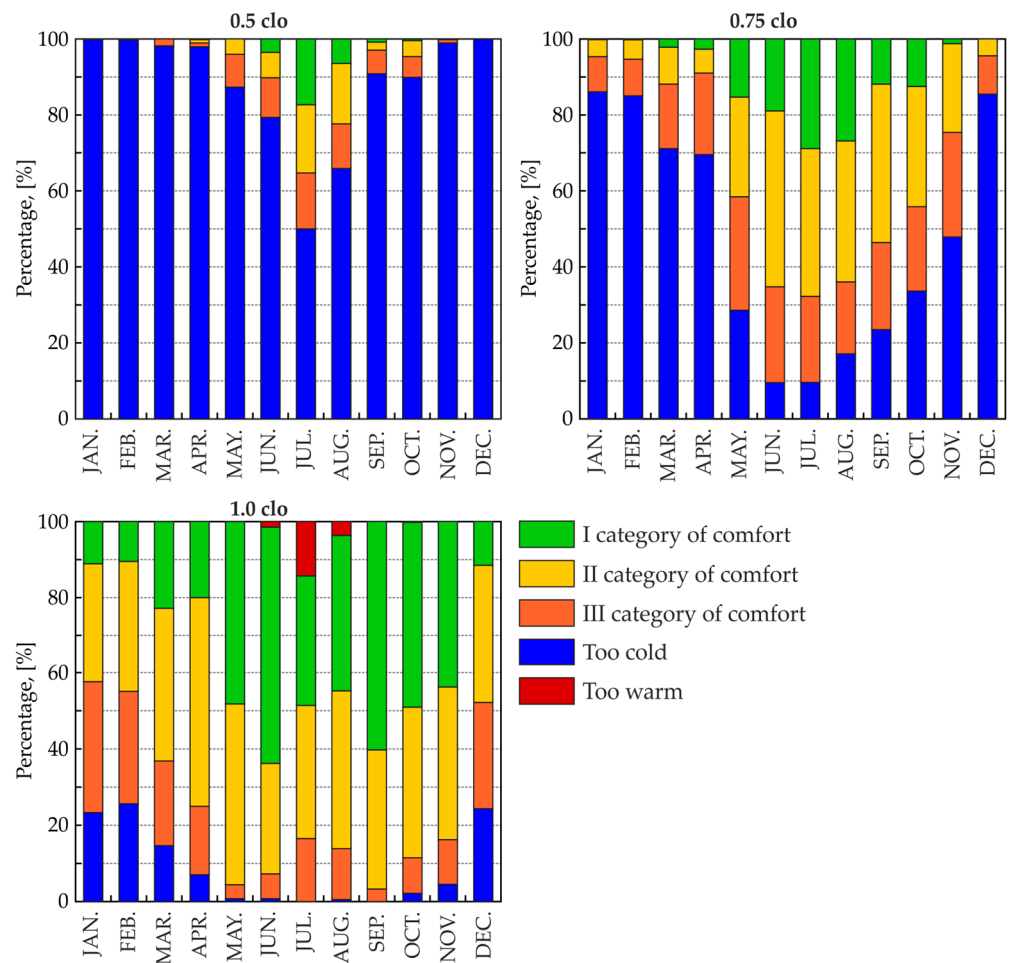 0.5 clo
100
80
60
40
20
0
Percentage, [%]
JAN.
FEB.
MAR.
APR.
MAY.
JUN.
JUL.
AUG.
SEP.
OCT.
NOV.
DEC.
0.75 clo
100
80
60
40
20
0
Percentage, [%]
JAN.
FEB.
MAR.
APR.
MAY.
JUN.
JUL.
AUG.
SEP.
OCT.
NOV.
DEC.
1.0 clo
100
80
60
40
20
0
Percentage, [%]
JAN.
FEB.
MAR.
APR.
MAY.
JUN.
JUL.
AUG.
SEP.
OCT.
NOV.
DEC.
I category of comfort
II category of comfort
III category of comfort
Too cold
Too warm